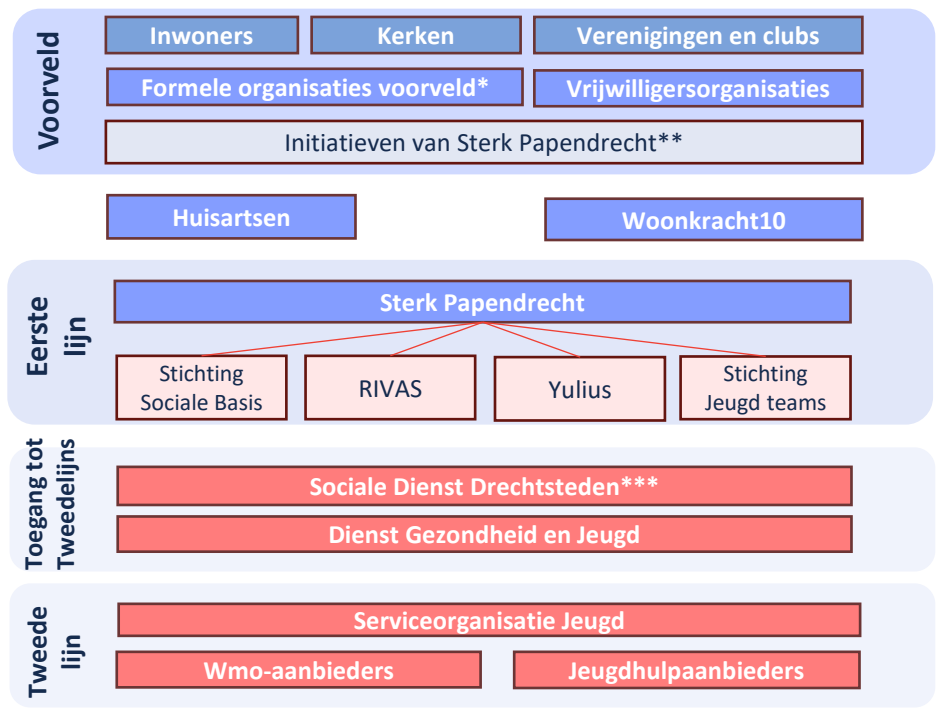 Voorveld
Inwoners
Kerken
Verenigingen en clubs
Formele organisaties voorveld*
Vrijwilligersorganisaties
Initiatieven van Sterk Papendrecht**
Huisartsen
Woonkracht10
Eerste
lijn
Sterk Papendrecht
Stichting
Sociale Basis
RIVAS
Yulius
Stichting
Jeugd teams
Toegang tot
Tweedelijns
Sociale Dienst Drechtsteden***
Dienst Gezondheid en Jeugd
Tweede
lijn
Serviceorganisatie Jeugd
Wmo-aanbieders
Jeugdhulpaanbieders